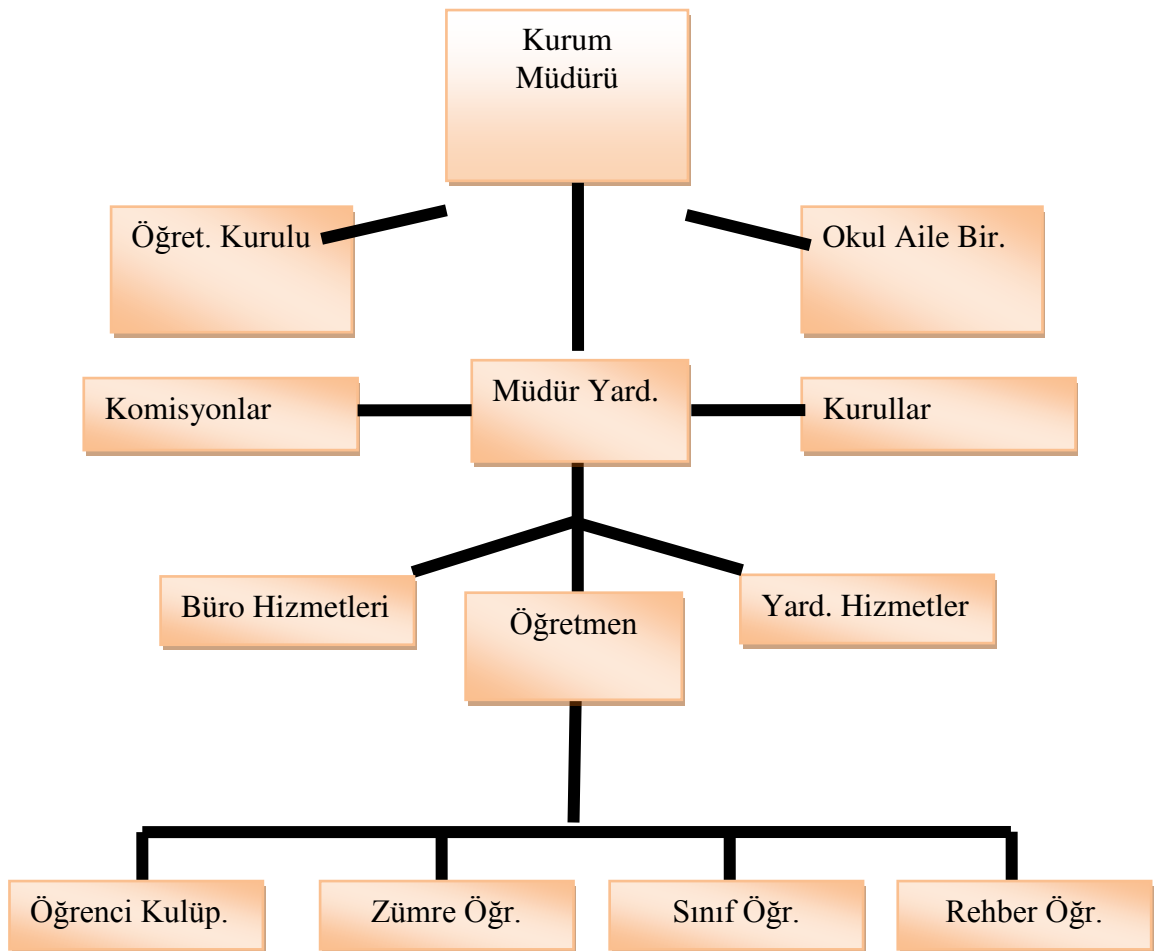 Kurum
Müdürü
Öğret. Kurulu
Okul Aile Bir.
Komisyonlar
Müdür Yard.
Kurullar
Büro Hizmetleri
Öğretmen
Yard. Hizmetler
Öğrenci Kulüp.
Zümre Öğr.
Sınıf Öğr.
Rehber Öğr.